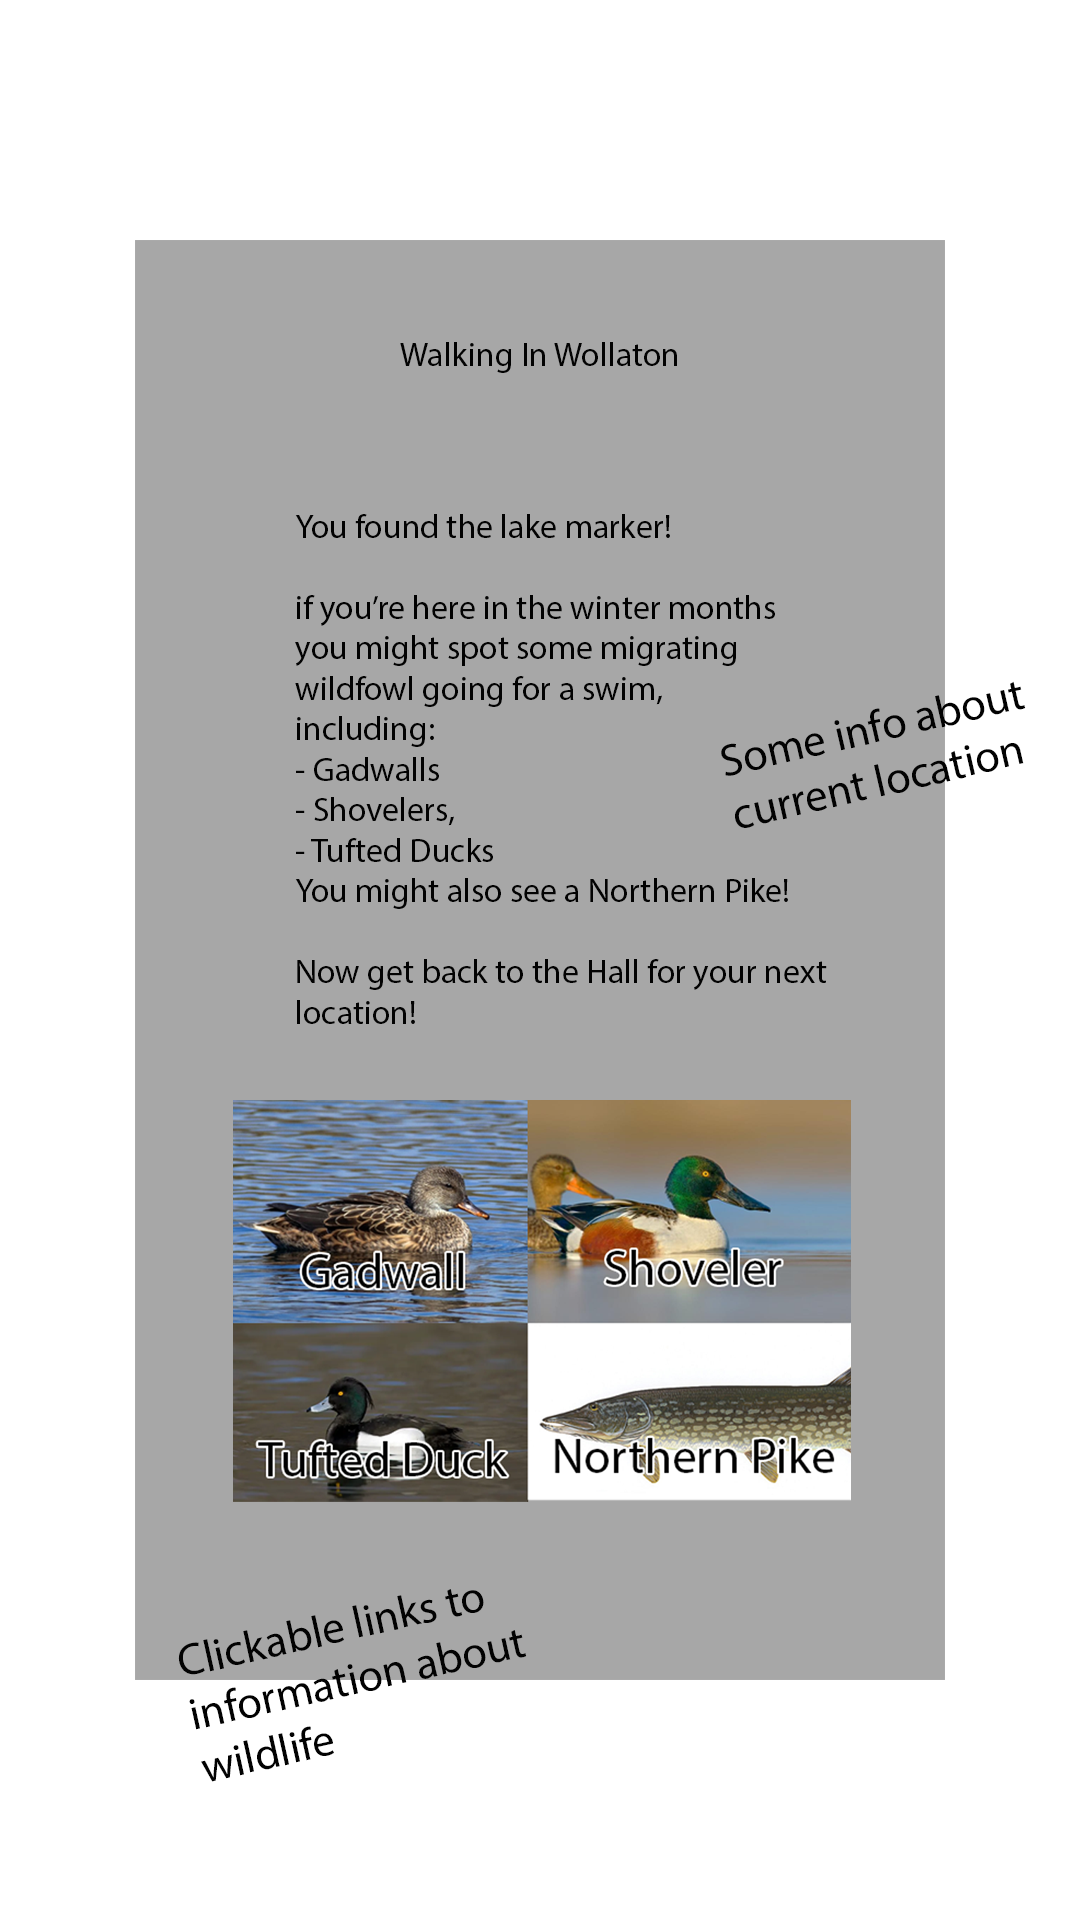 Walking In Wollaton
You found the lake marker!
if you’re here in the winter months
you might spot some migrating
wildfowl going for a swim,
including:
- Gadwalls
- Shovelers,
- Tufted Ducks
You might also see a Northern Pike!
Now get back to the Hall for your next
location!
Some info about
current location
Gadwall
Shoveler
Tufted Duck
Northern Pike
Clickable links to
information about
wildlife